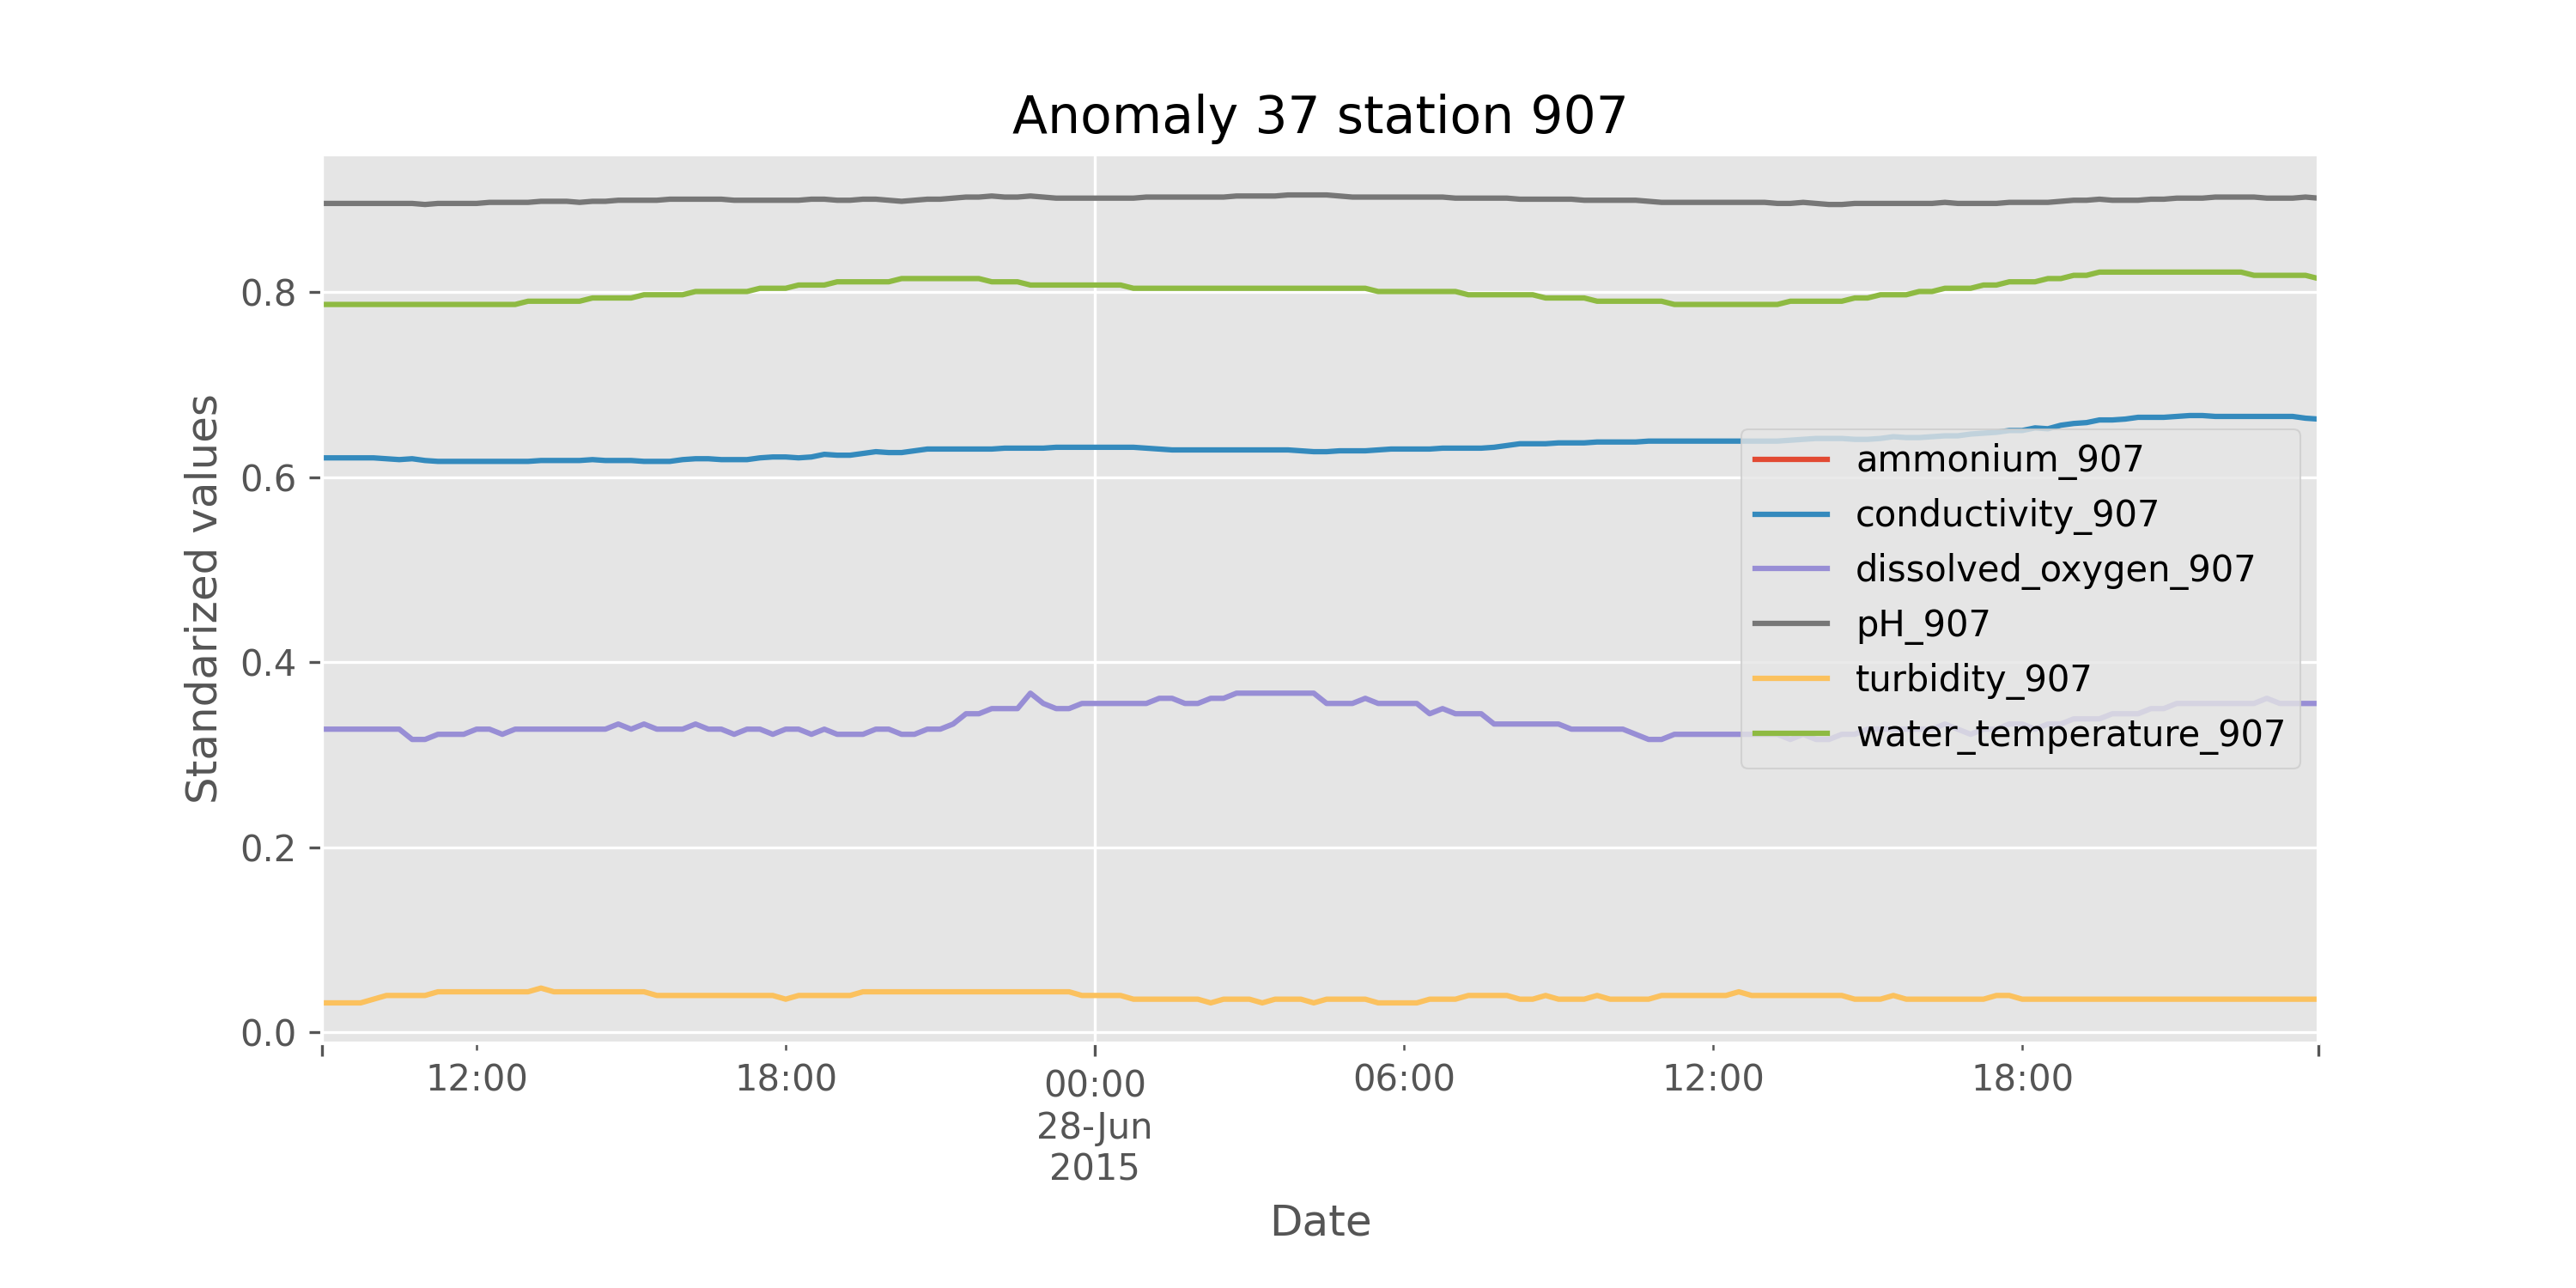 Anomaly 37 station 907
Standarized values
0.8
0.6
0.4
0.2
0.0
ammonium_907
conductivity_907
dissolved_oxygen_907
pH_907
turbidity_907
water_temperature_907
12:00
18:00
00:00
28-Jun
2015
06:00
12:00
18:00
Date